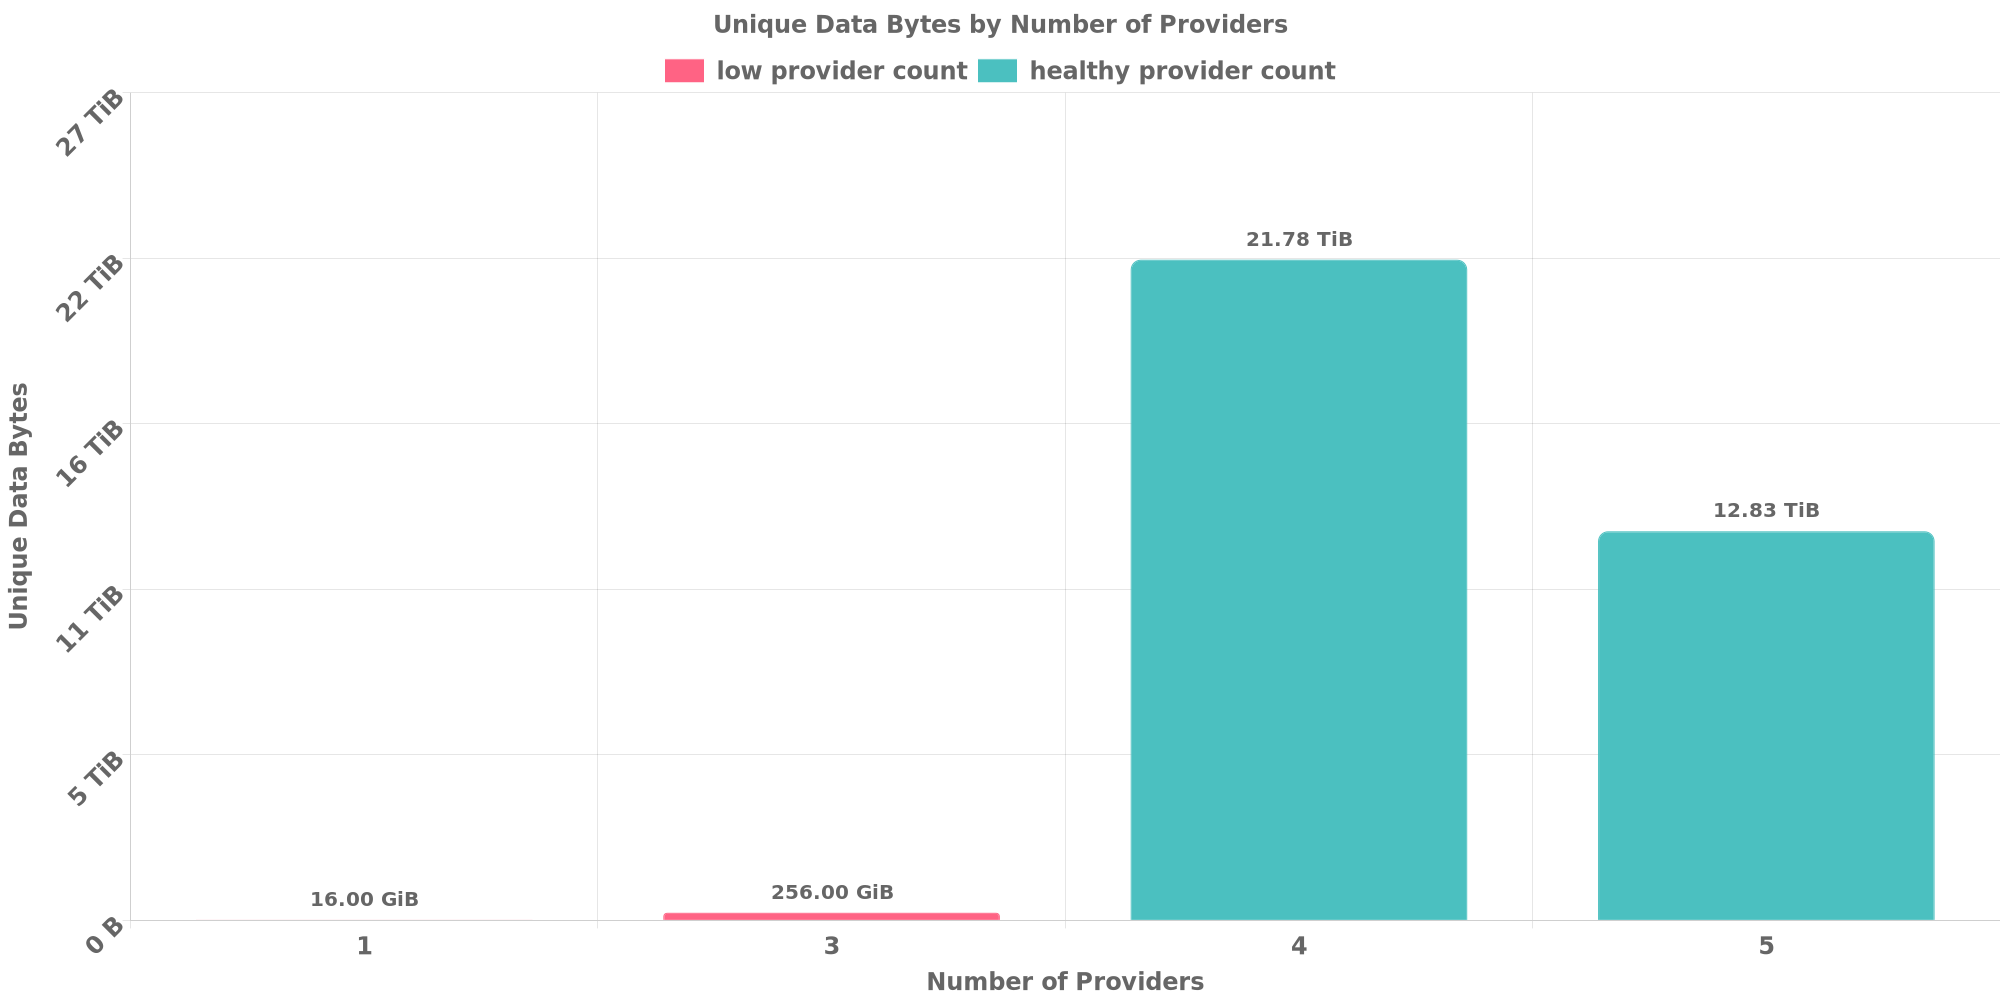 Unique Data Bytes by Number of Providers
low provider count healthy provider count
27 TiB
22 TiB
16 TiB
11 TiB
5 TiB
0 B
Unique Data Bytes
16.00 GiB
256.00 GiB
21.78 TiB
12.83 TiB
1 3 4 5
Number of Providers